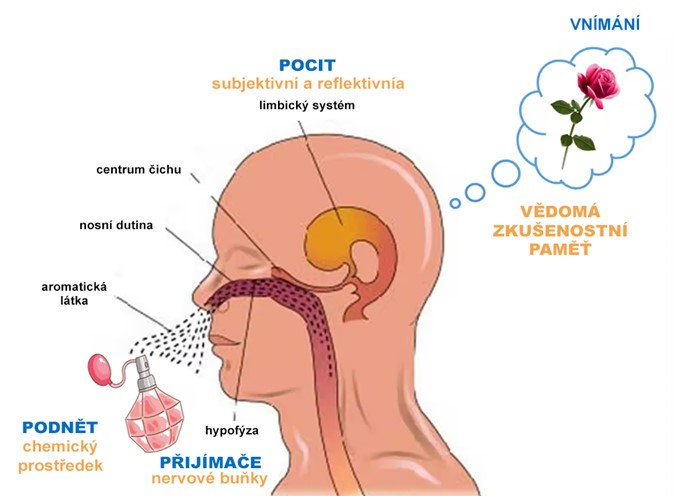 VNÍMÁNÍ
POCIT
subjektivní a reflektivnía
limbický systém
centrum čichu
nosní dutina
aromatická
látka
VĚDOMÁ
ZKUŠENOSTNÍ
PAMĚŤ
PODNĚT
chemický
prostředek
hypofýza
PŘIJÍMAČE
nervové buňky